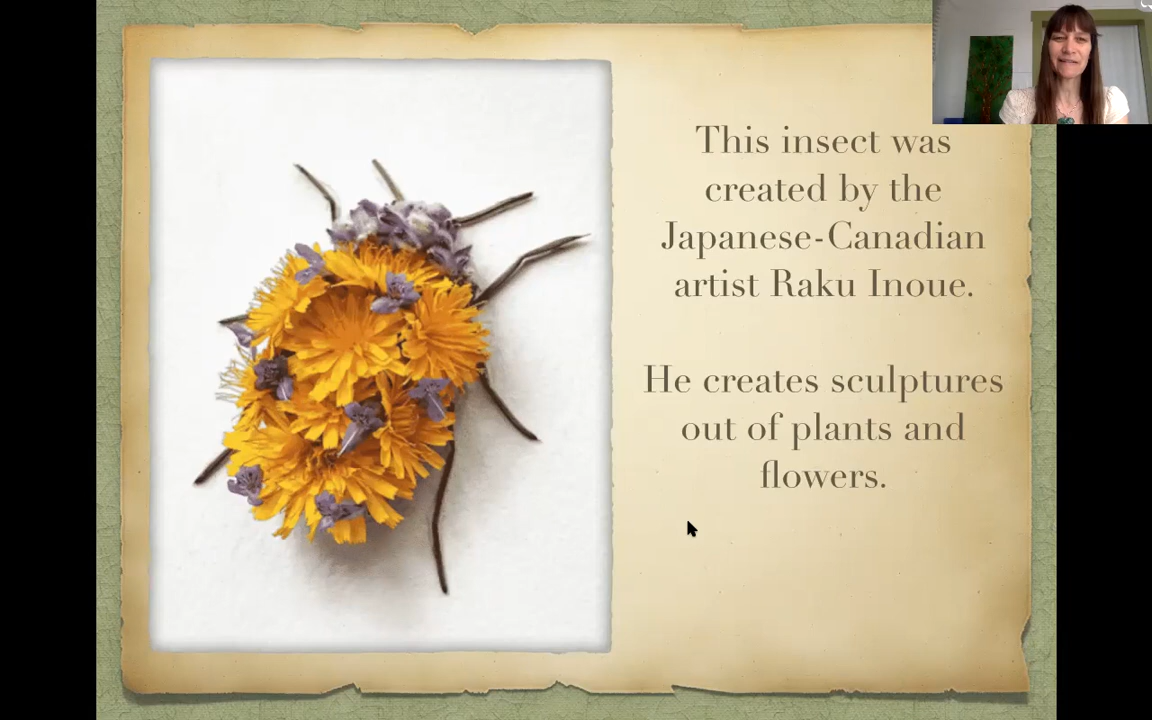 This insect was
created by the
Japanese-Canadian
artist Raku Inoue.
He creates sculptures
out of plants and
flowers.